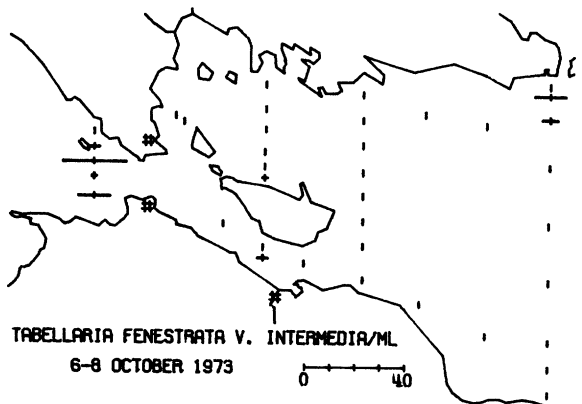 TABELLARIA FENESTRATA V. INTERMEDIA/ML
6-8 OCTOBER 1973
0 40